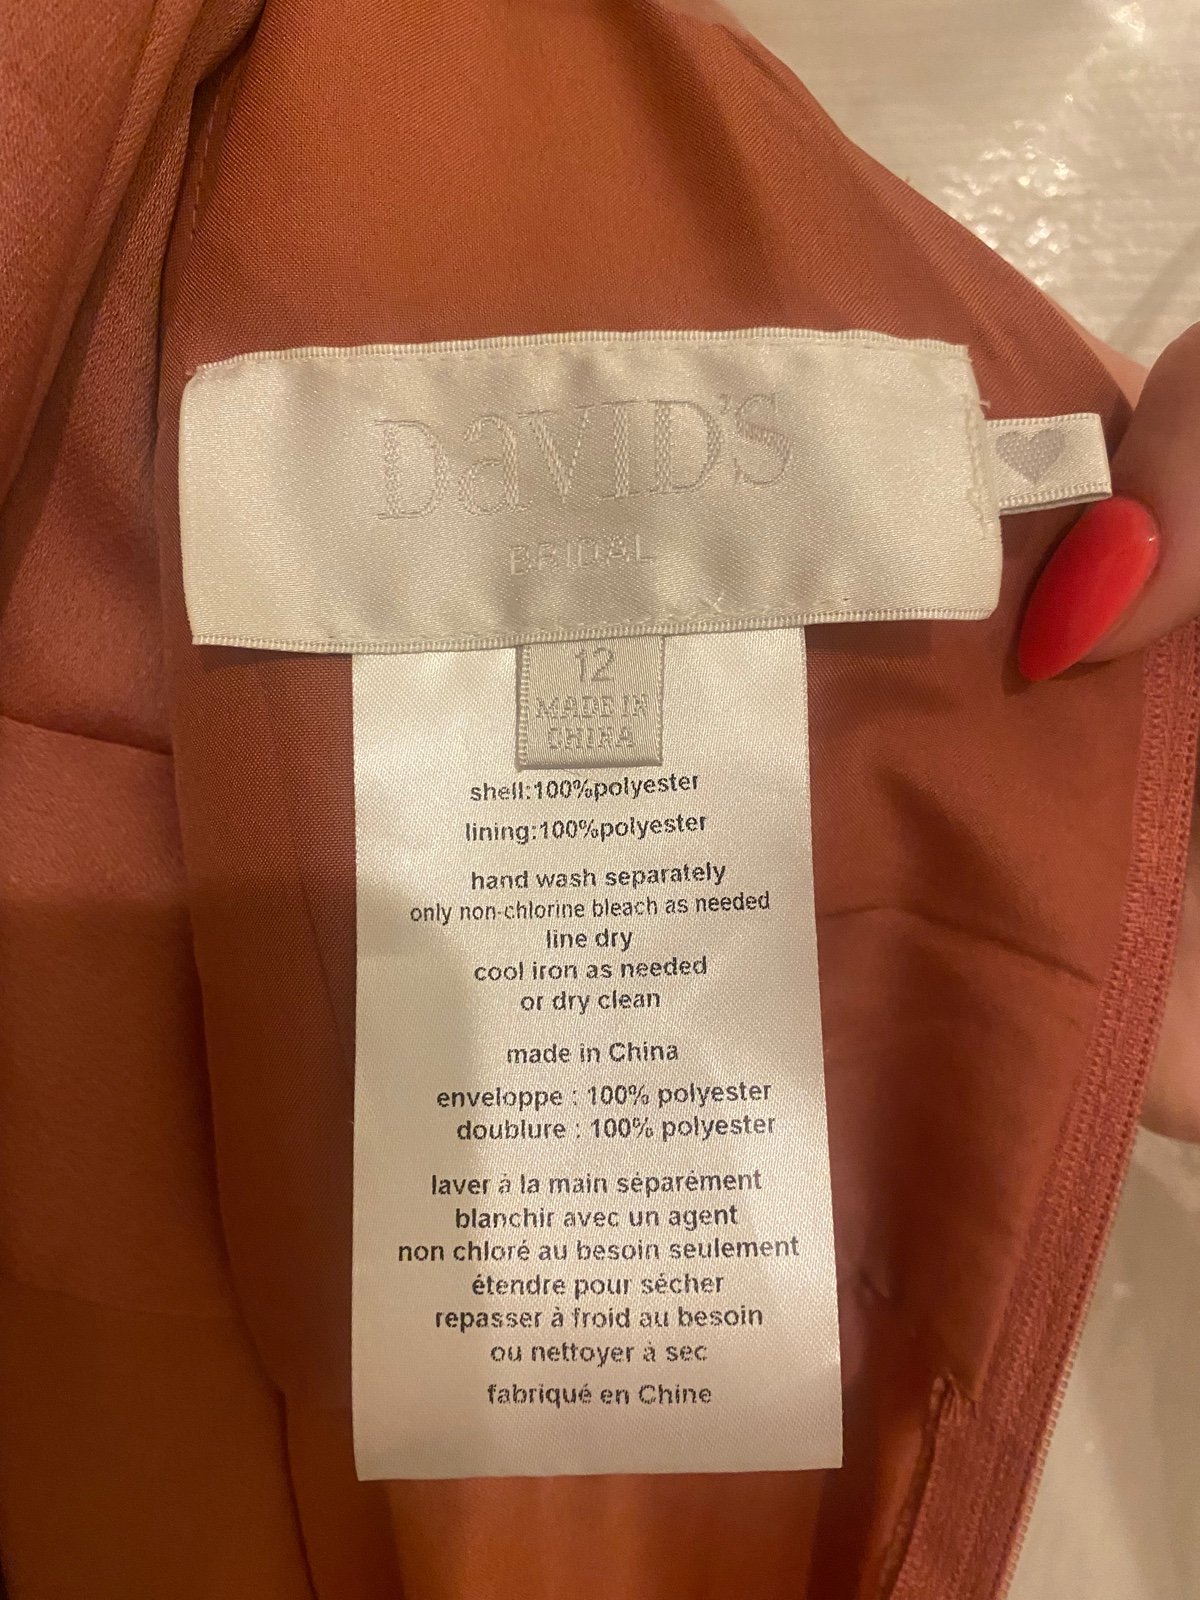 DaVID'S
BRIDAL
12
MADE IN
CHINA
shell:100%polyester
lining:100%polyester
hand wash separately
only non-chlorine bleach as needed
line dry
cool iron as needed
or dry clean
made in China
enveloppe : 100% polyester
doublure : 100% polyester
laver à la main séparément
blanchir avec un agent
non chloré au besoin seulement
étendre pour sécher
repasser à froid au besoin
ou nettoyer à sec
fabriqué en Chine